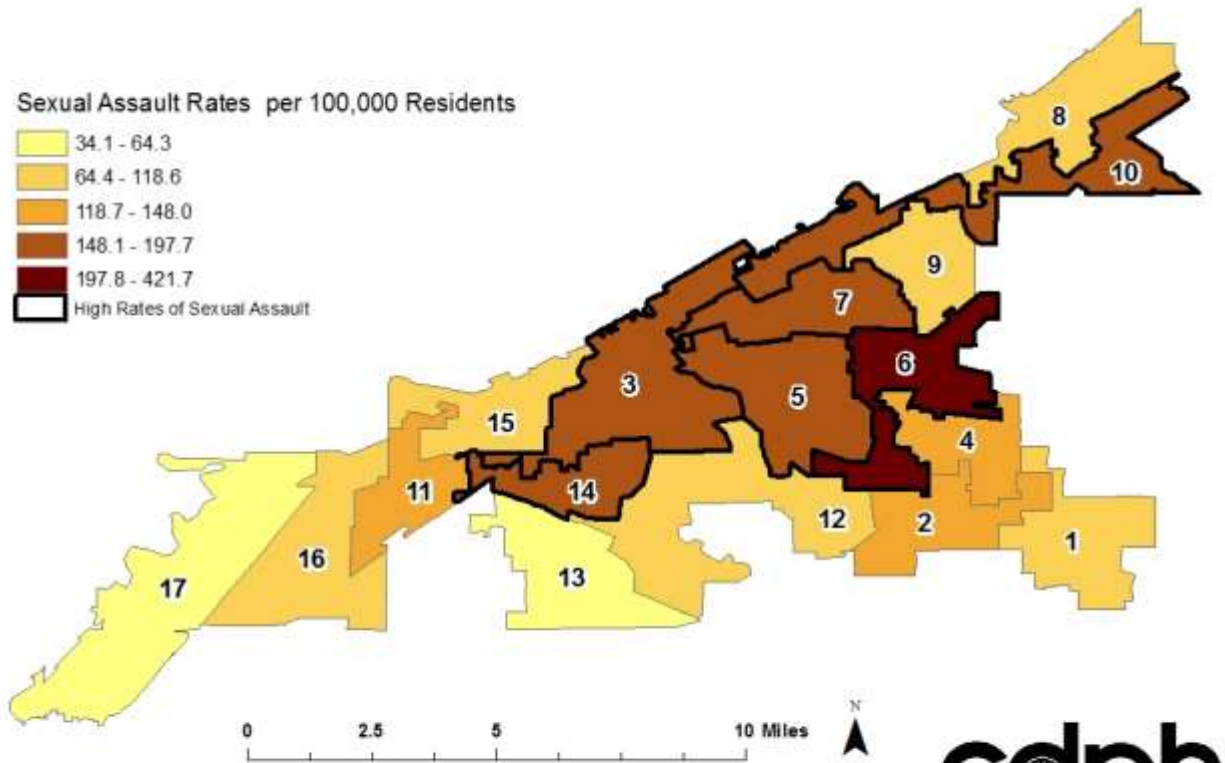 Sexual Assault Rates per 100,000 Residents
34.1 - 64.3
64.4 - 118.6
118.7 - 148.0
148.1 - 197.7
197.8 - 421.7
High Rates of Sexual Assault
8
10
9
7
6
3
5
15
4
11
14
12
2
1
16
13
17
0 2.5 5 10 Miles
N
cdph